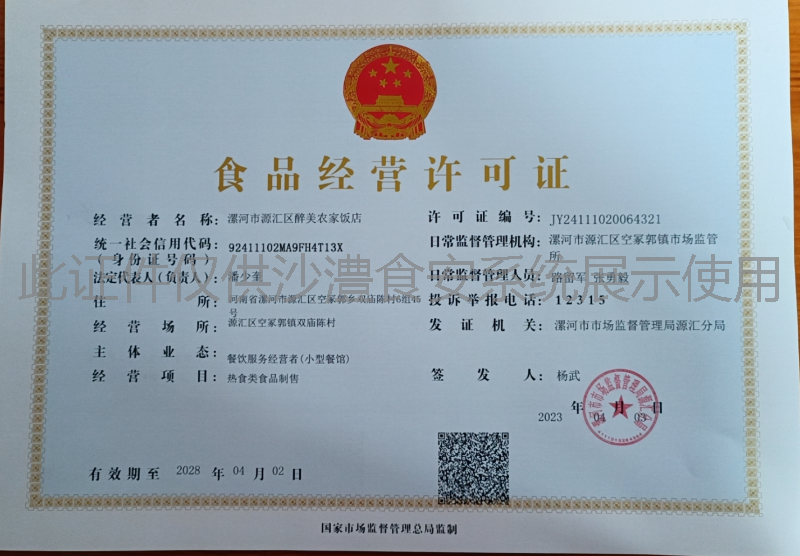 食品经营许可证
经营者名称：漯河市源汇区醉美农家饭店
许可证编号：JY24111020064321
统一社会信用代码：92411102MA9FH4T13X
（身份证号码）
日常监督管理机构：漯河市源汇区空冢郭镇市场监管
所
法定代表人（负责人）：潘少奎
日常监督管理人员：路留军 张勇毅
此证件仅供沙澧食安系统展示使用
住所：河南省漯河市源汇区空冢郭乡双庙陈村6组45
号
投诉举报电话：12315
经营场所：源汇区空冢郭镇双庙陈村
发证机关：漯河市市场监督管理局源汇分局
主体业态：餐饮服务经营者(小型餐馆)
经营项目：热食类食品制售
签发人：杨武
2023 年 04 月 03 日
有效期至 2028 年 04 月 02 日
国家市场监督管理总局监制